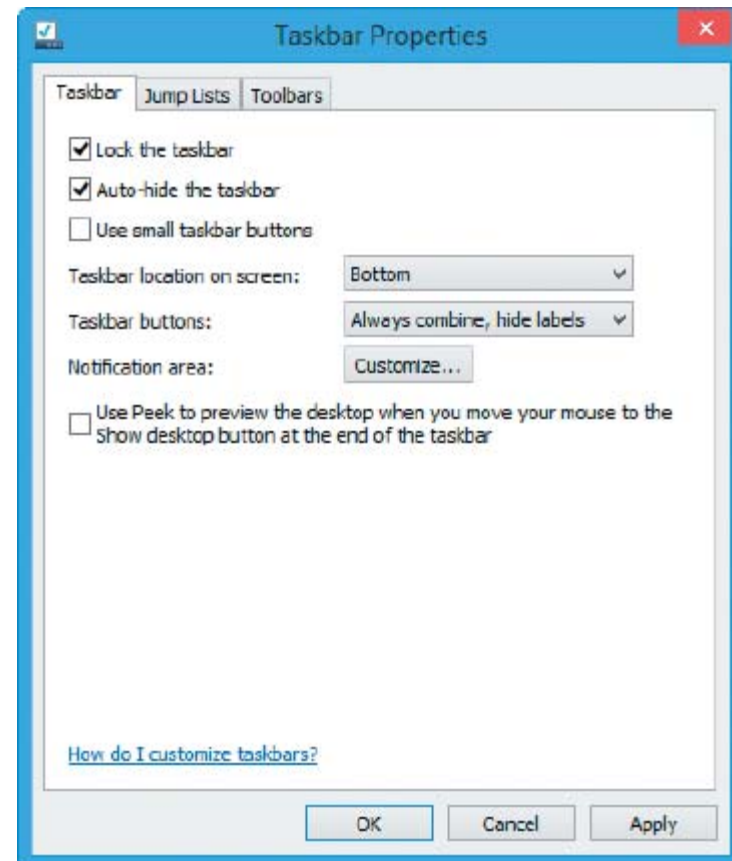 Taskbar Properties
Taskbar Jump Lists Toolbars
Lock the taskbar
Auto-hide the taskbar
Use small taskbar buttons
Taskbar location on screen: Bottom
Taskbar buttons: Always combine, hide labels
Notification area: Customize...
Use Peek to preview the desktop when you move your mouse to the
Show desktop button at the end of the taskbar
How do I customize taskbars?
OK Cancel Apply